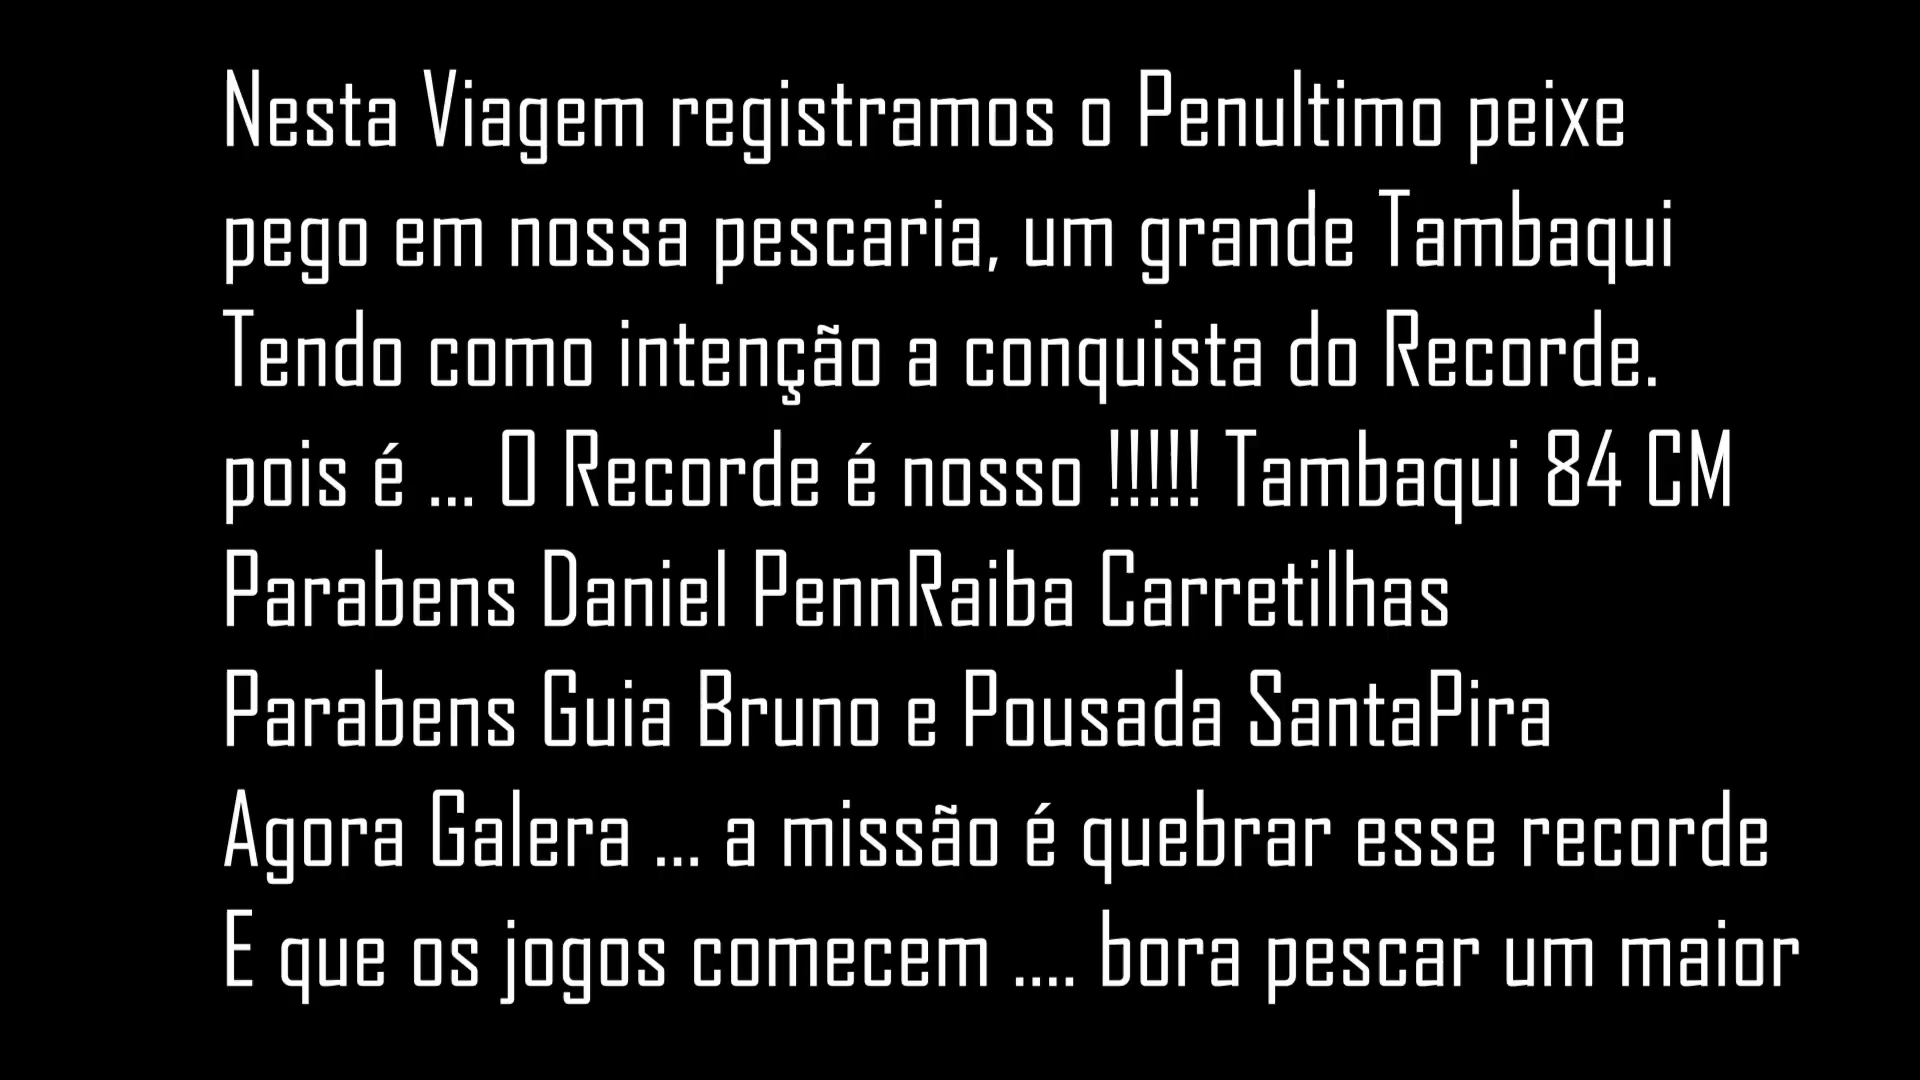 Nesta Viagem registramos o Penultimo peixe
pego em nossa pescaria, um grande Tambaqui
Tendo como intenção a conquista do Recorde.
pois é ... O Recorde é nosso !!!!! Tambaqui 84 CM
Parabens Daniel PennRaiba Carretilhas
Parabens Guia Bruno e Pousada SantaPira
Agora Galera ... a missão é quebrar esse recorde
E que os jogos comecem .... bora pescar um maior